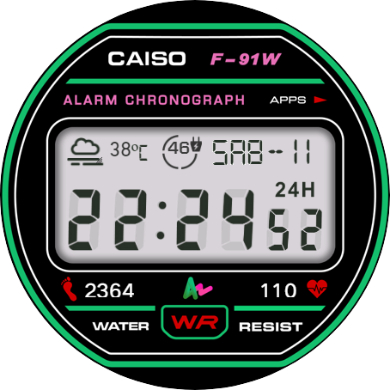 CAISO F-91W
ALARM CHRONOGRAPH APPS
38°C 46 SAB--11
24H
22:24 52
2364 110
WATER WR RESIST